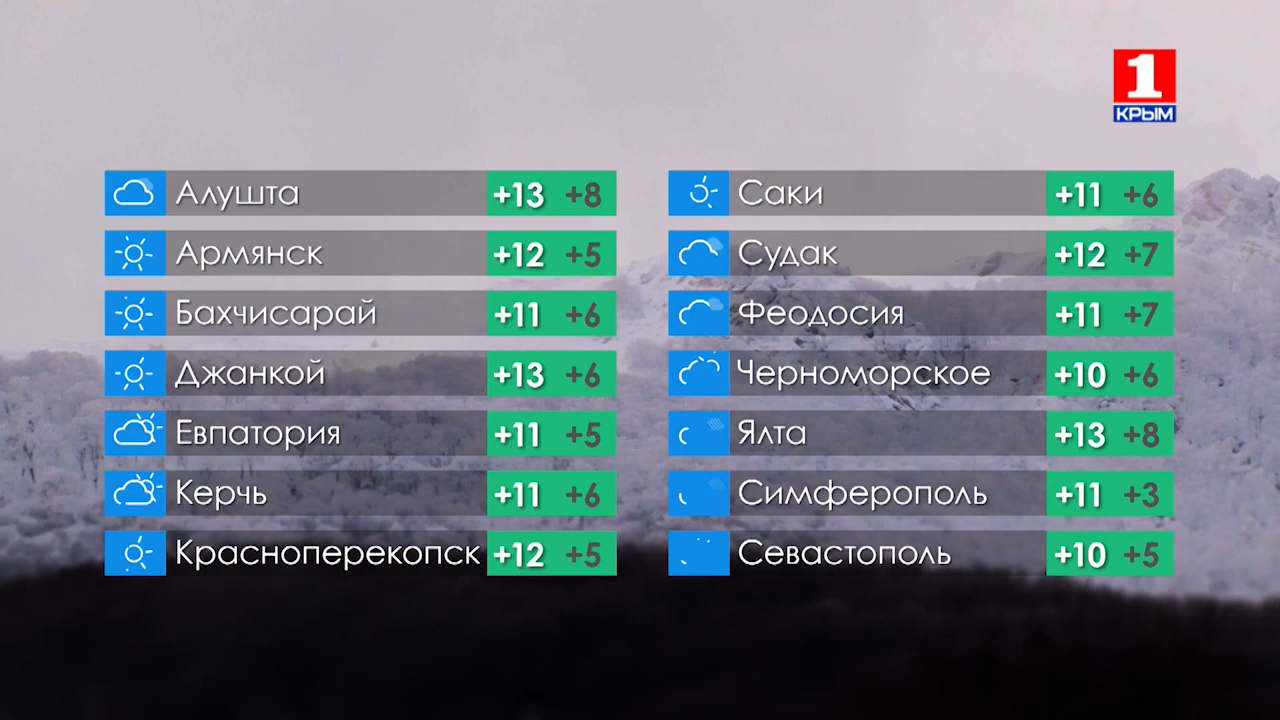 1
КРЫМ
Алушта +13 +8
Армянск +12 +5
Бахчисарай +11 +6
Джанкой +13 +6
Евпатория +11 +5
Керчь +11 +6
Красноперекопск +12 +5
Саки +11 +6
Судак +12 +7
Феодосия +11 +7
Черноморское +10 +6
Ялта +13 +8
Симферополь +11 +3
Севастополь +10 +5